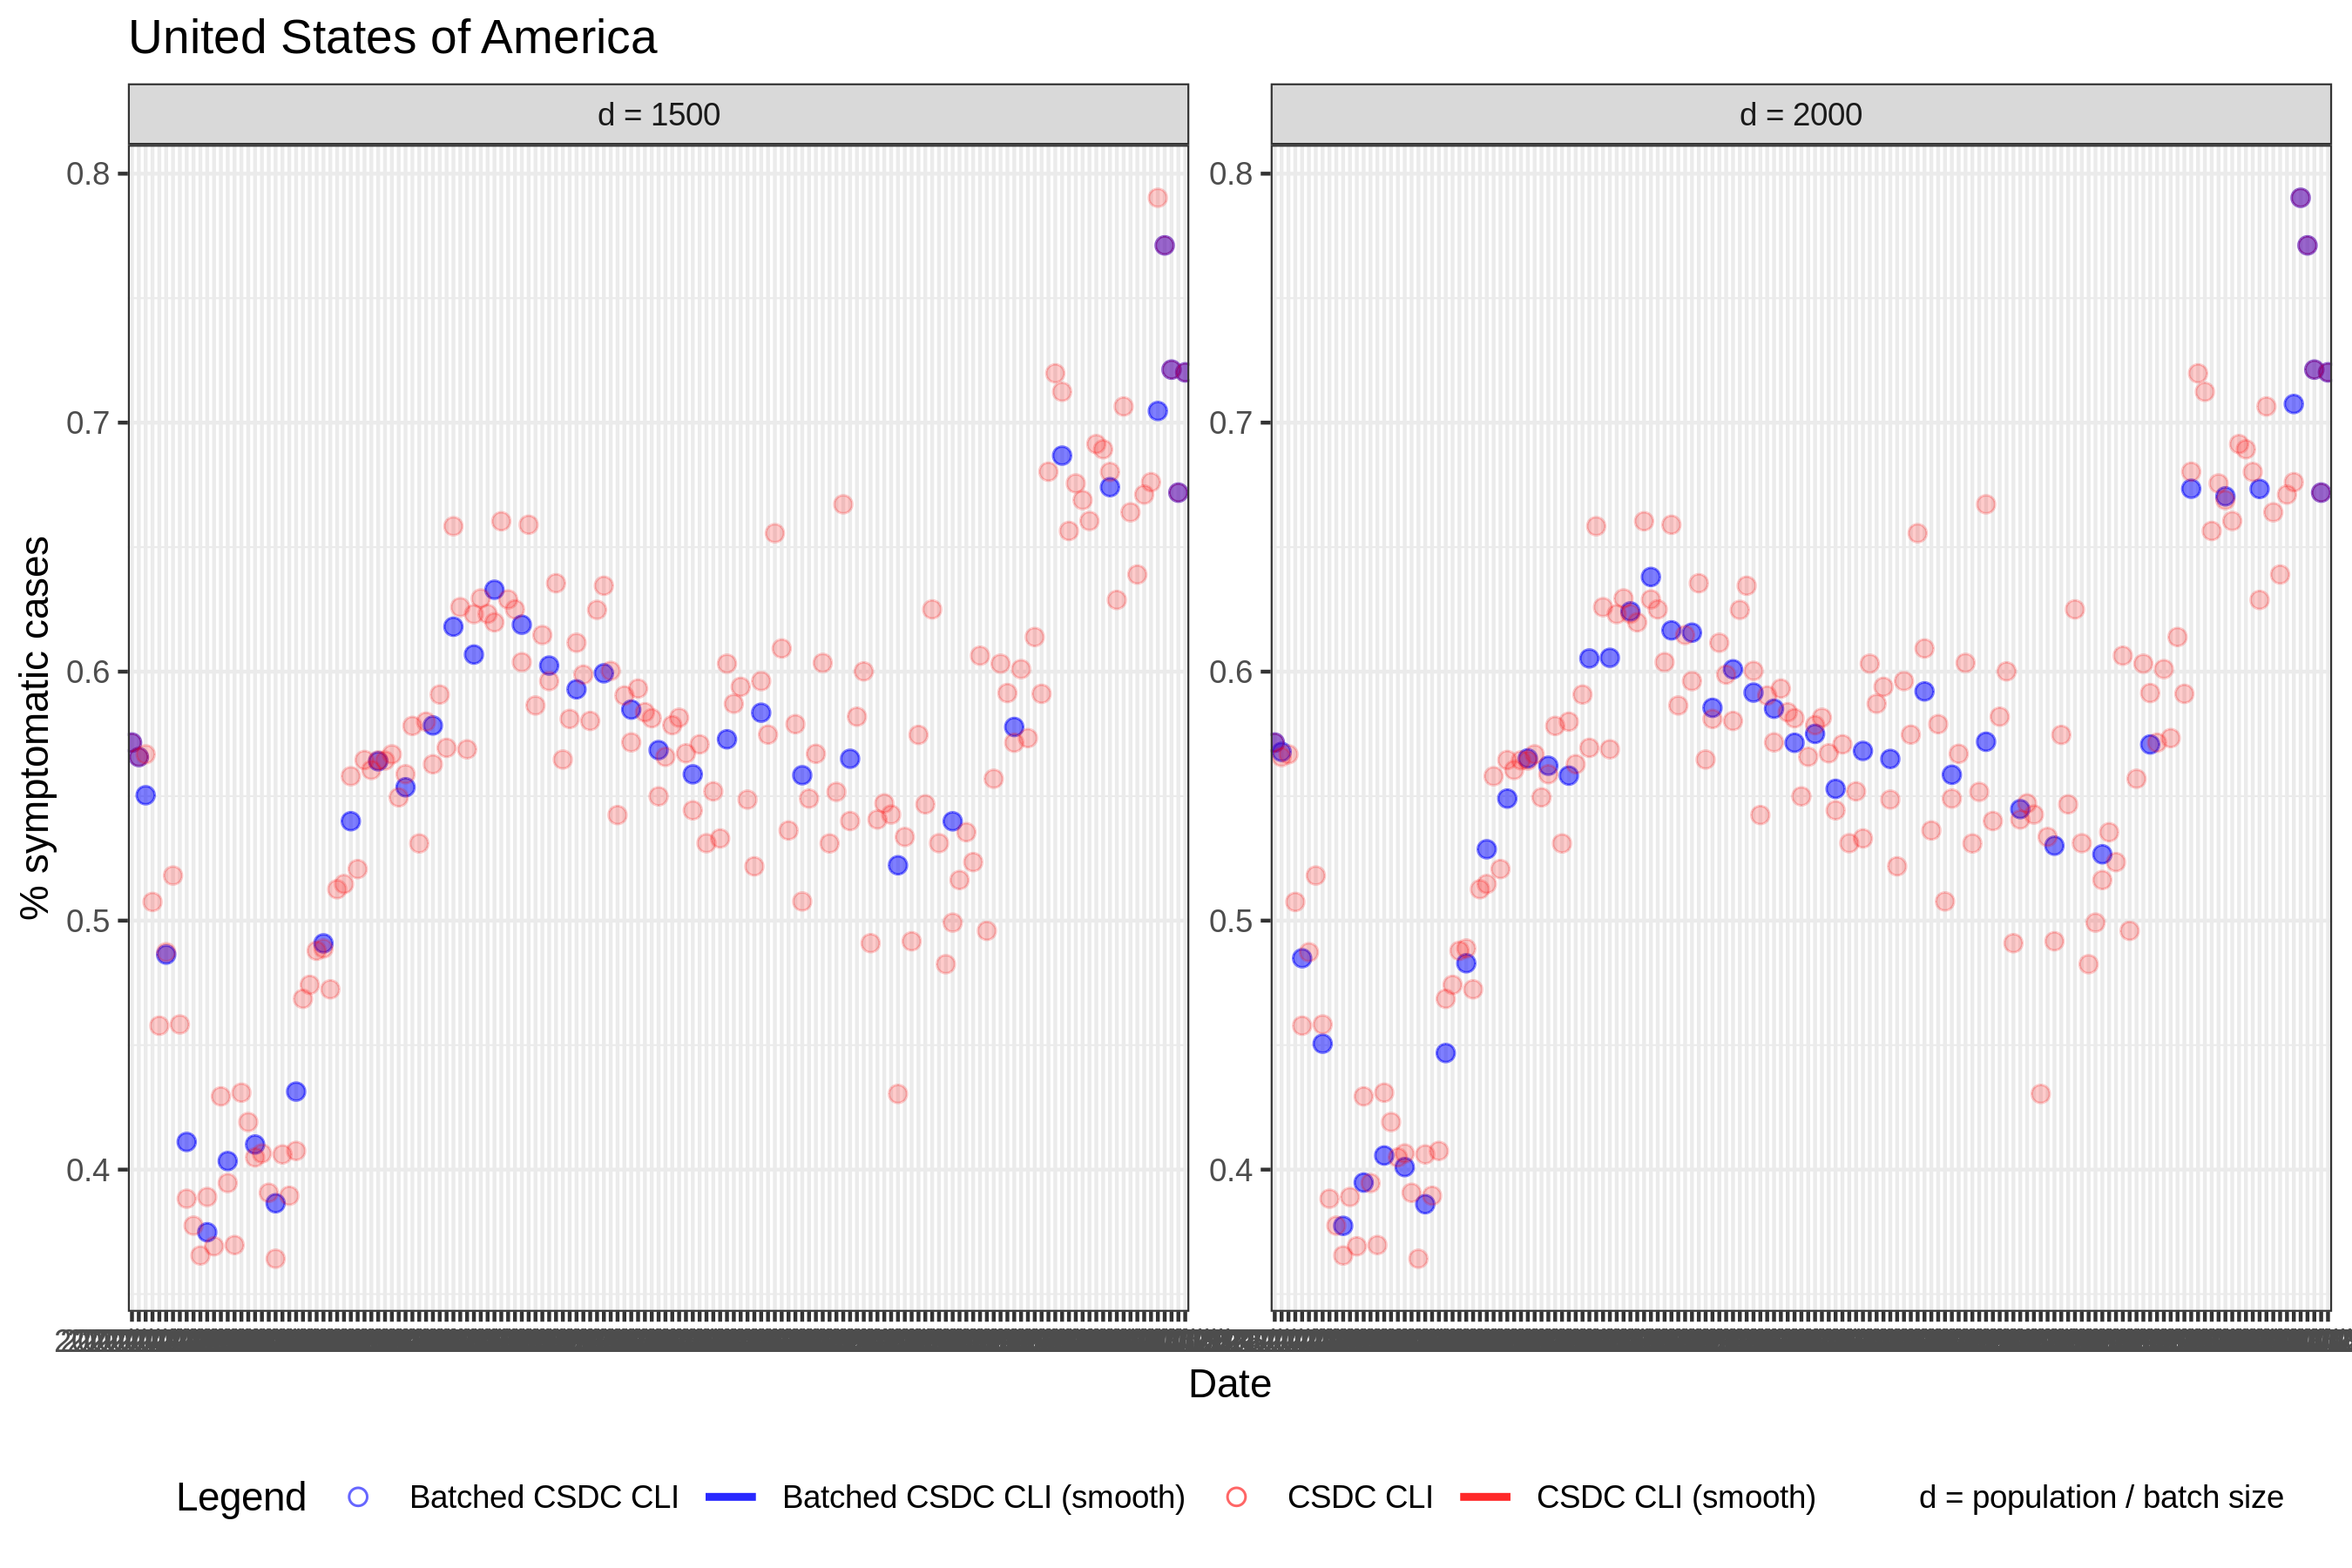 United States of America
d = 1500
d = 2000
0.8
0.7
0.6
0.5
0.4
0.8
0.7
0.6
0.5
0.4
% symptomatic cases
Date
Legend
Batched CSDC CLI
Batched CSDC CLI (smooth)
CSDC CLI
CSDC CLI (smooth)
d = population / batch size